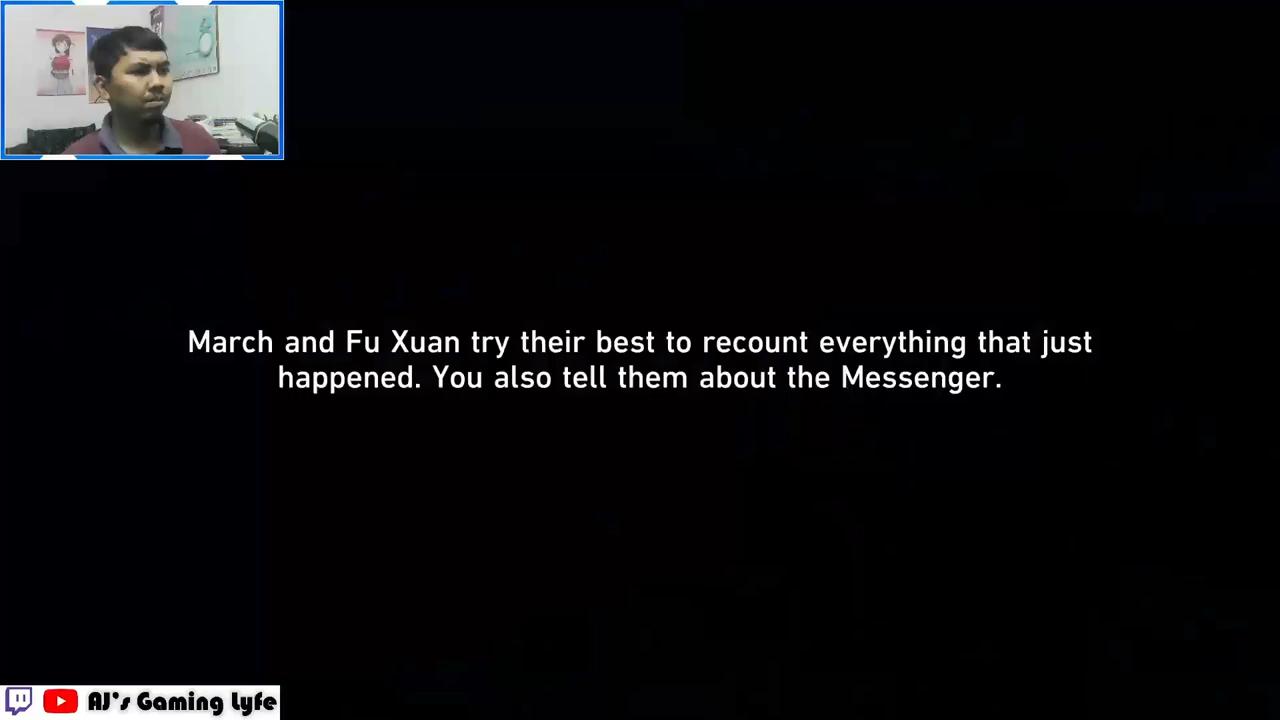 March and Fu Xuan try their best to recount everything that just
happened. You also tell them about the Messenger.
AJ's Gaming Lyfe